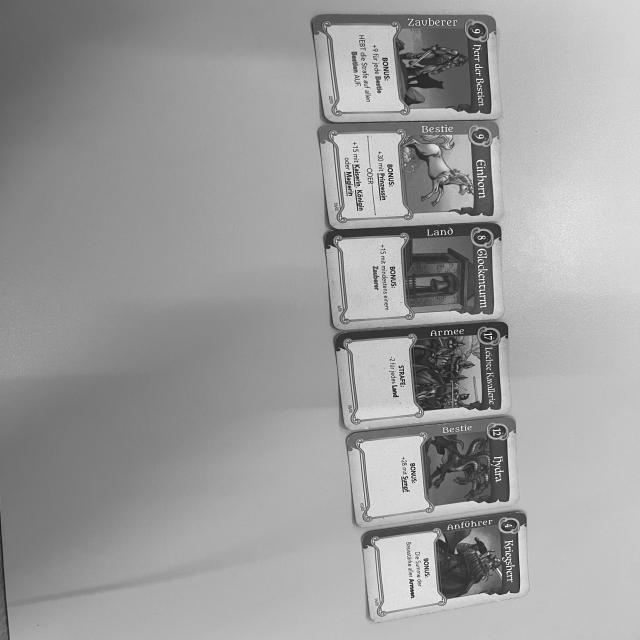 9 Herr der Bestien
Zauberer
BONUS:
+9 für jede Bestie
HEBT die Strafe auf allen
Bestien AUF.
9 Einhorn
Bestie
BONUS:
+30 mit Prinzessin
ODER
+15 mit Kaiserin, Königin
oder Magierin
8 Glockenturm
Land
BONUS:
+15 mit mindestens einem
Zauberer
17 Leichte Kavallerie
Armee
STRAFE:
-2 für jedes Land
12 Hydra
Bestie
BONUS:
+28 mit Sumpf
4 Kriegsherr
Anführer
BONUS:
Die Summe der
Basisstärke aller Armeen